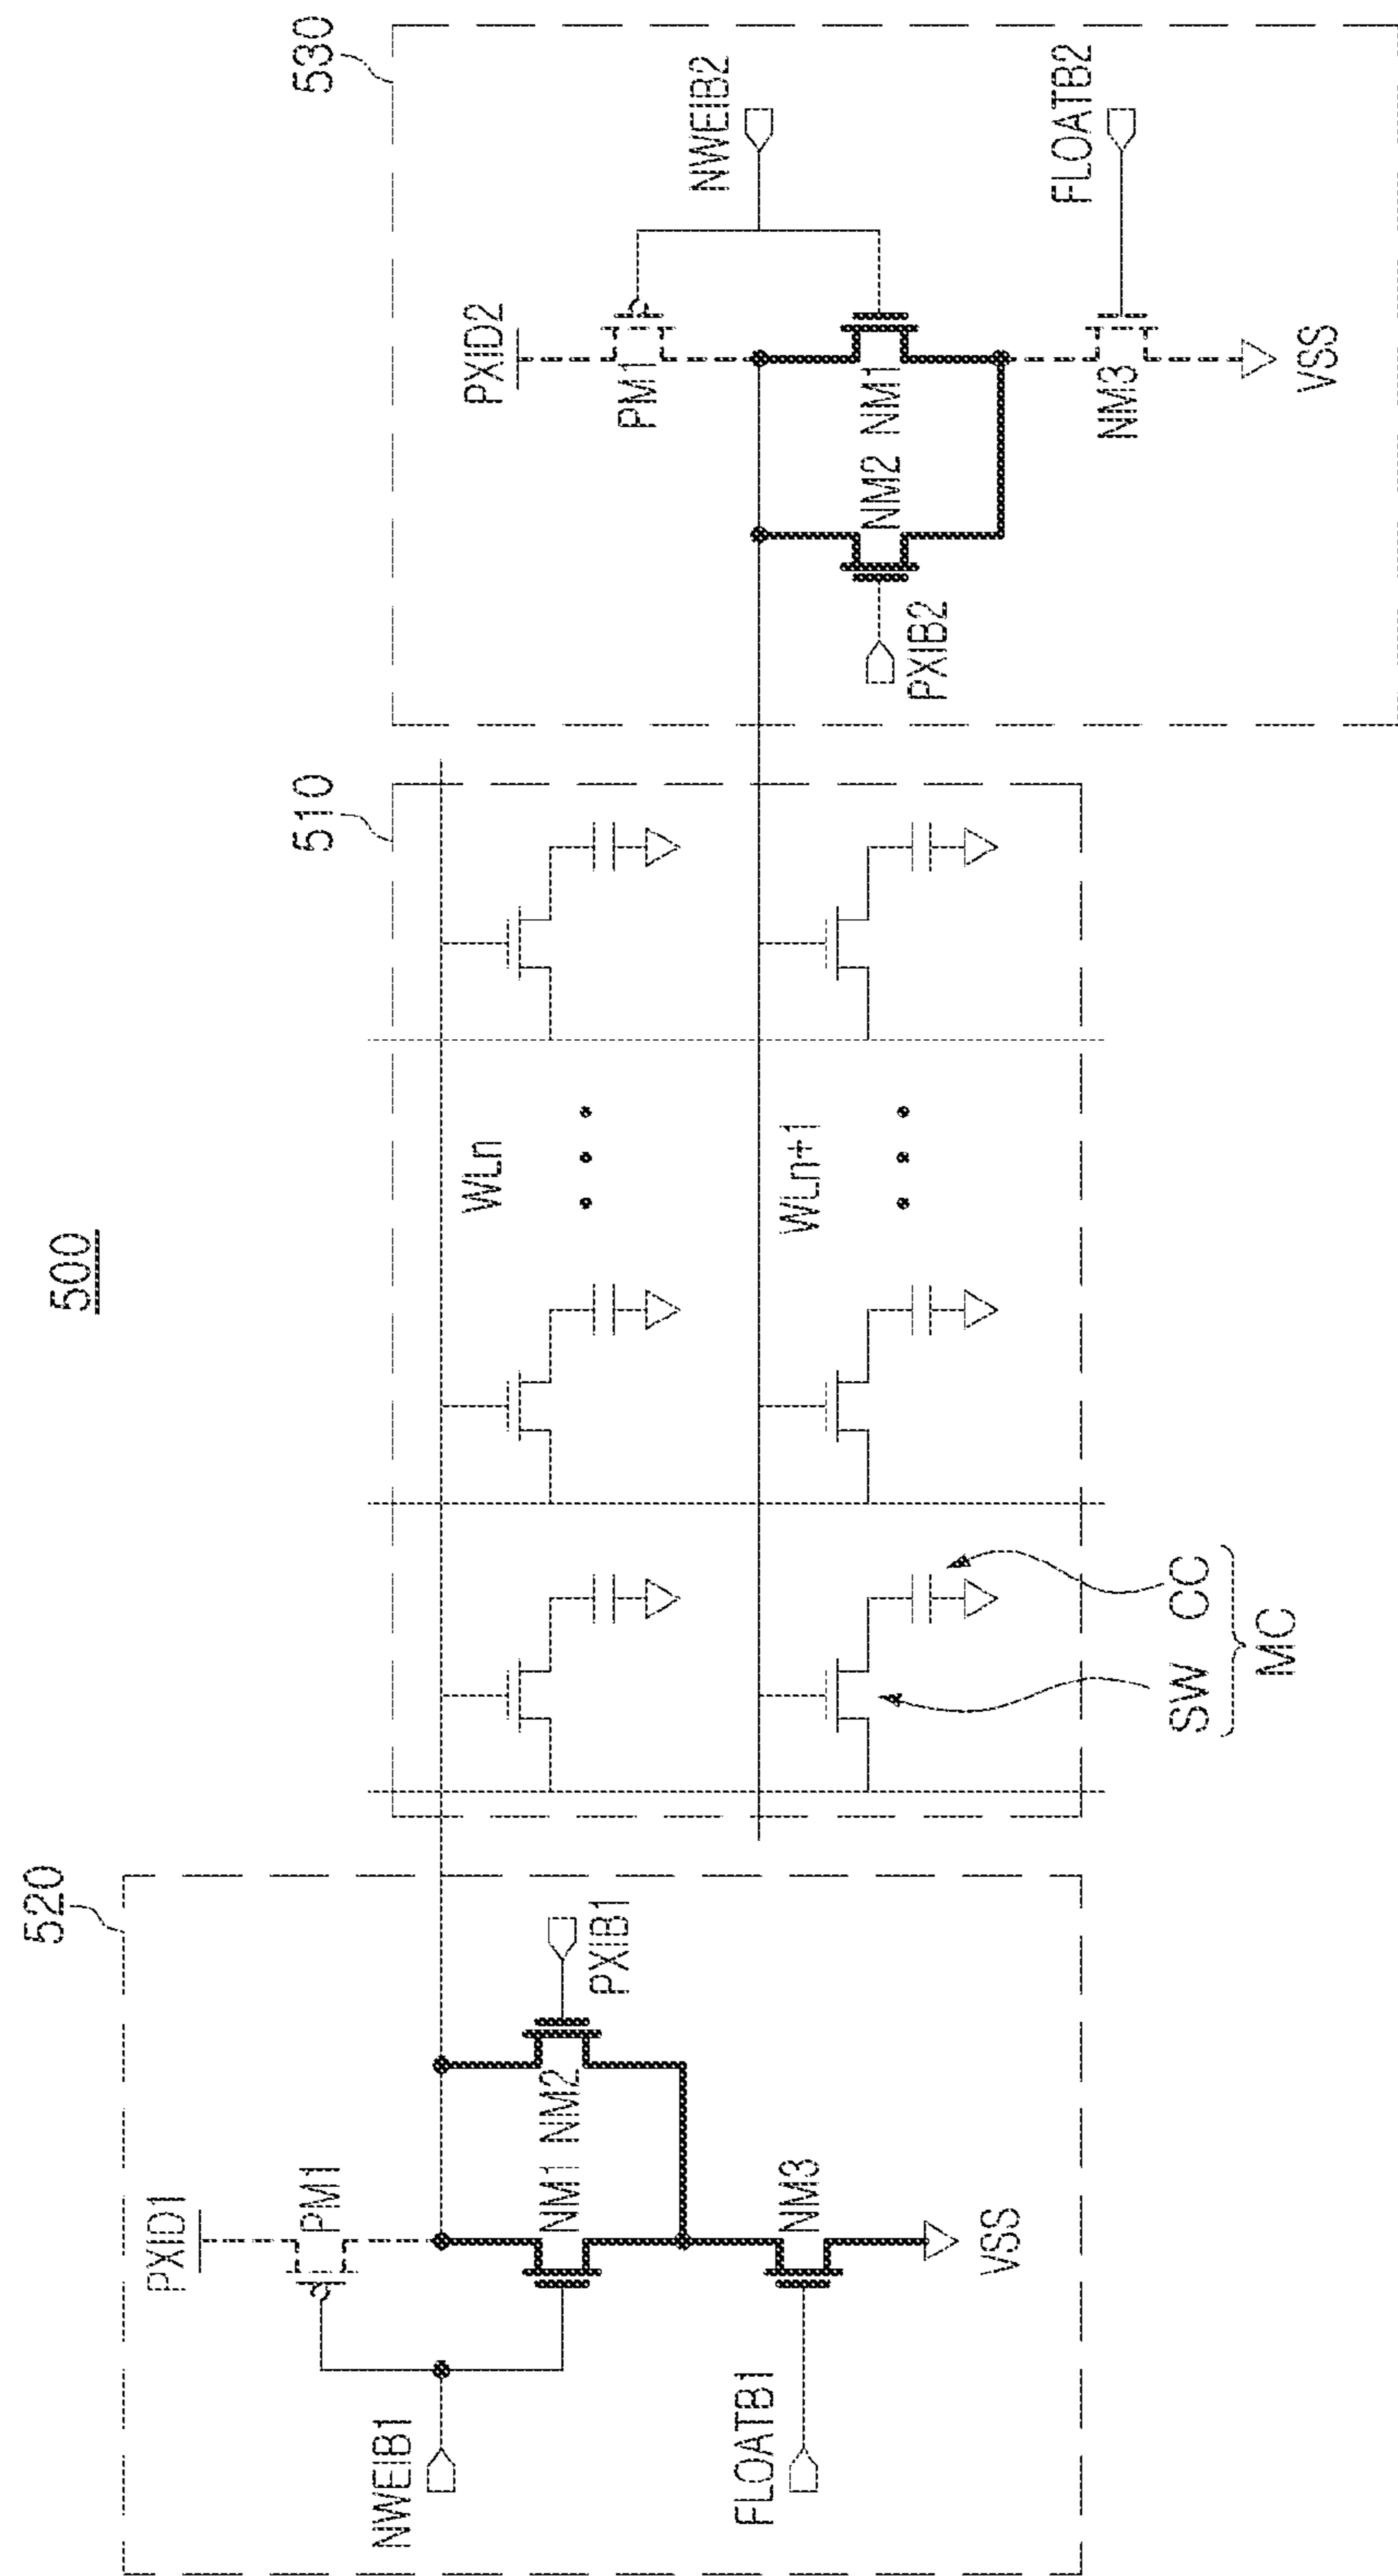 500
520
PXID1
PM1
NWEIB1
NM1 NM2
PXIB1
NM3
FLOATB1
VSS
510
WLn
WLn+1
SW CC
MC
530
PXID2
PM1
NWEIB2
NM2 NM1
PXIB2
NM3
FLOATB2
VSS